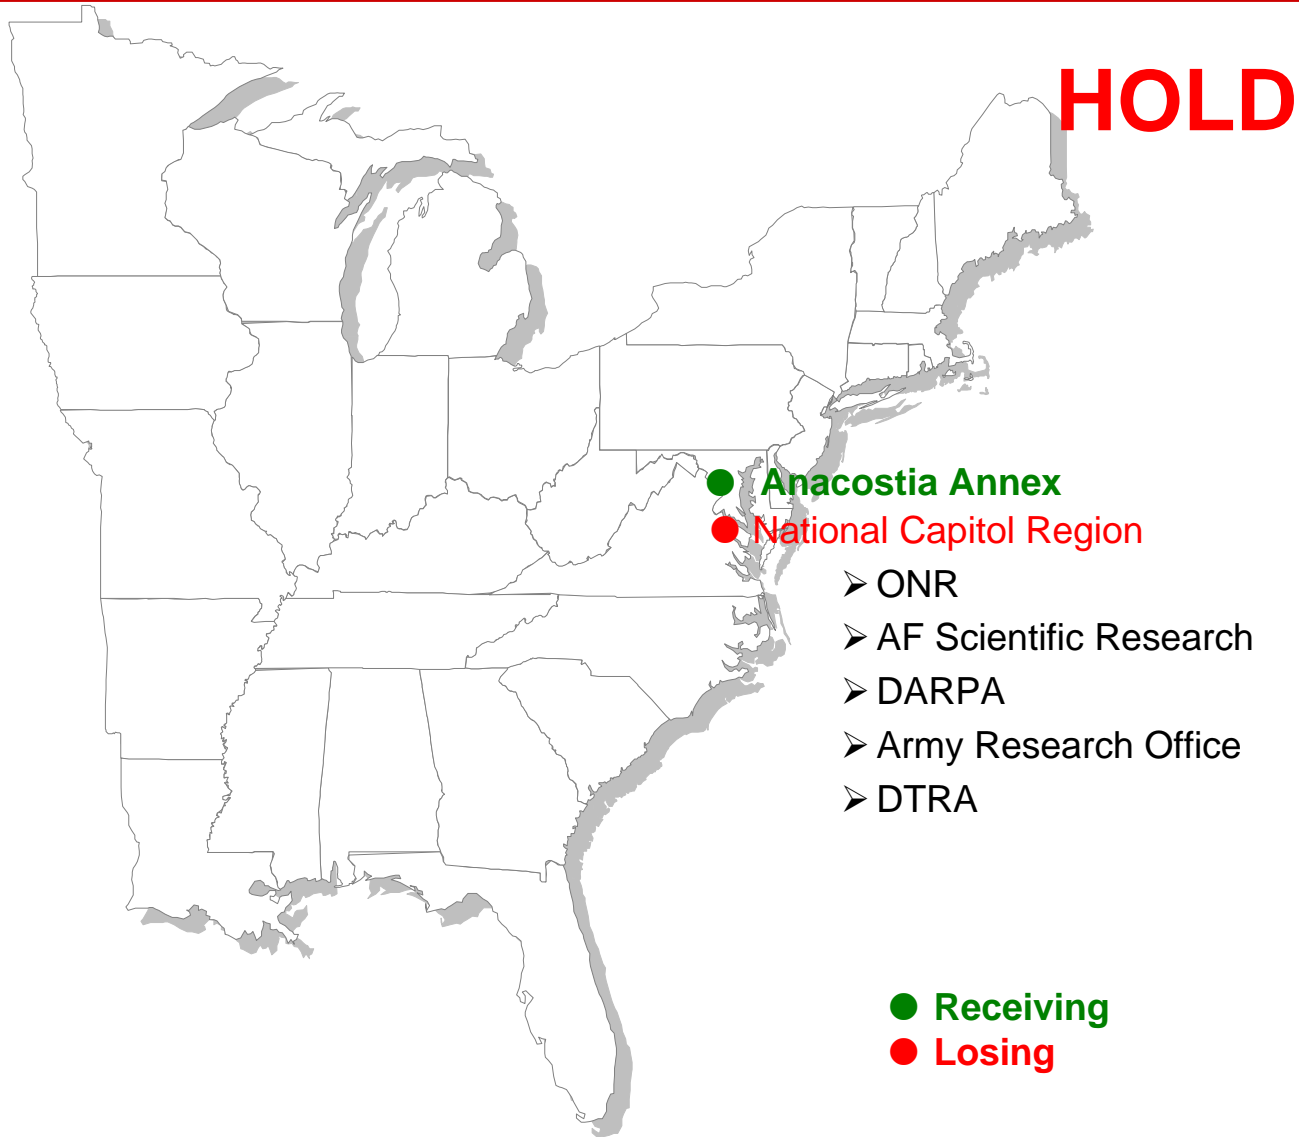 HOLD
Anacostia Annex
National Capitol Region
➢ ONR
➢ AF Scientific Research
➢ DARPA
➢ Army Research Office
➢ DTRA
Receiving
Losing